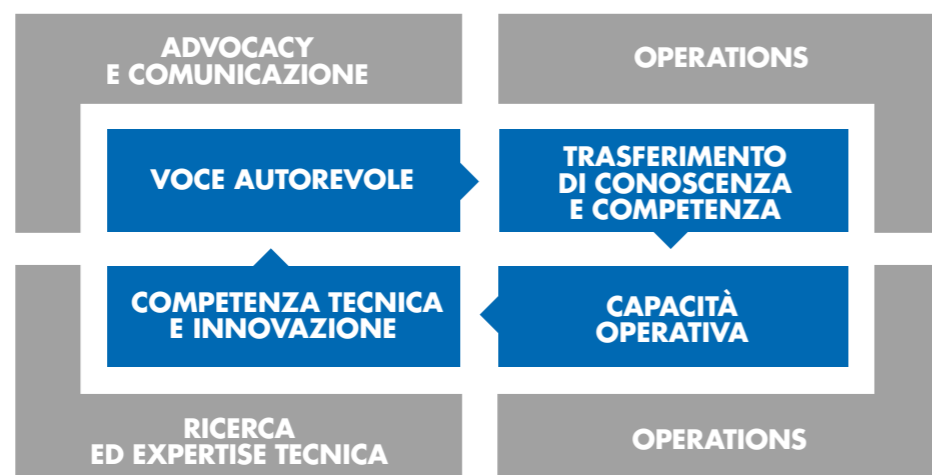 ADVOCACY
E COMUNICAZIONE
OPERATIONS
VOCE AUTOREVOLE
TRASFERIMENTO
DI CONOSCENZA
E COMPETENZA
COMPETENZA TECNICA
E INNOVAZIONE
CAPACITÀ
OPERATIVA
RICERCA
ED EXPERTISE TECNICA
OPERATIONS